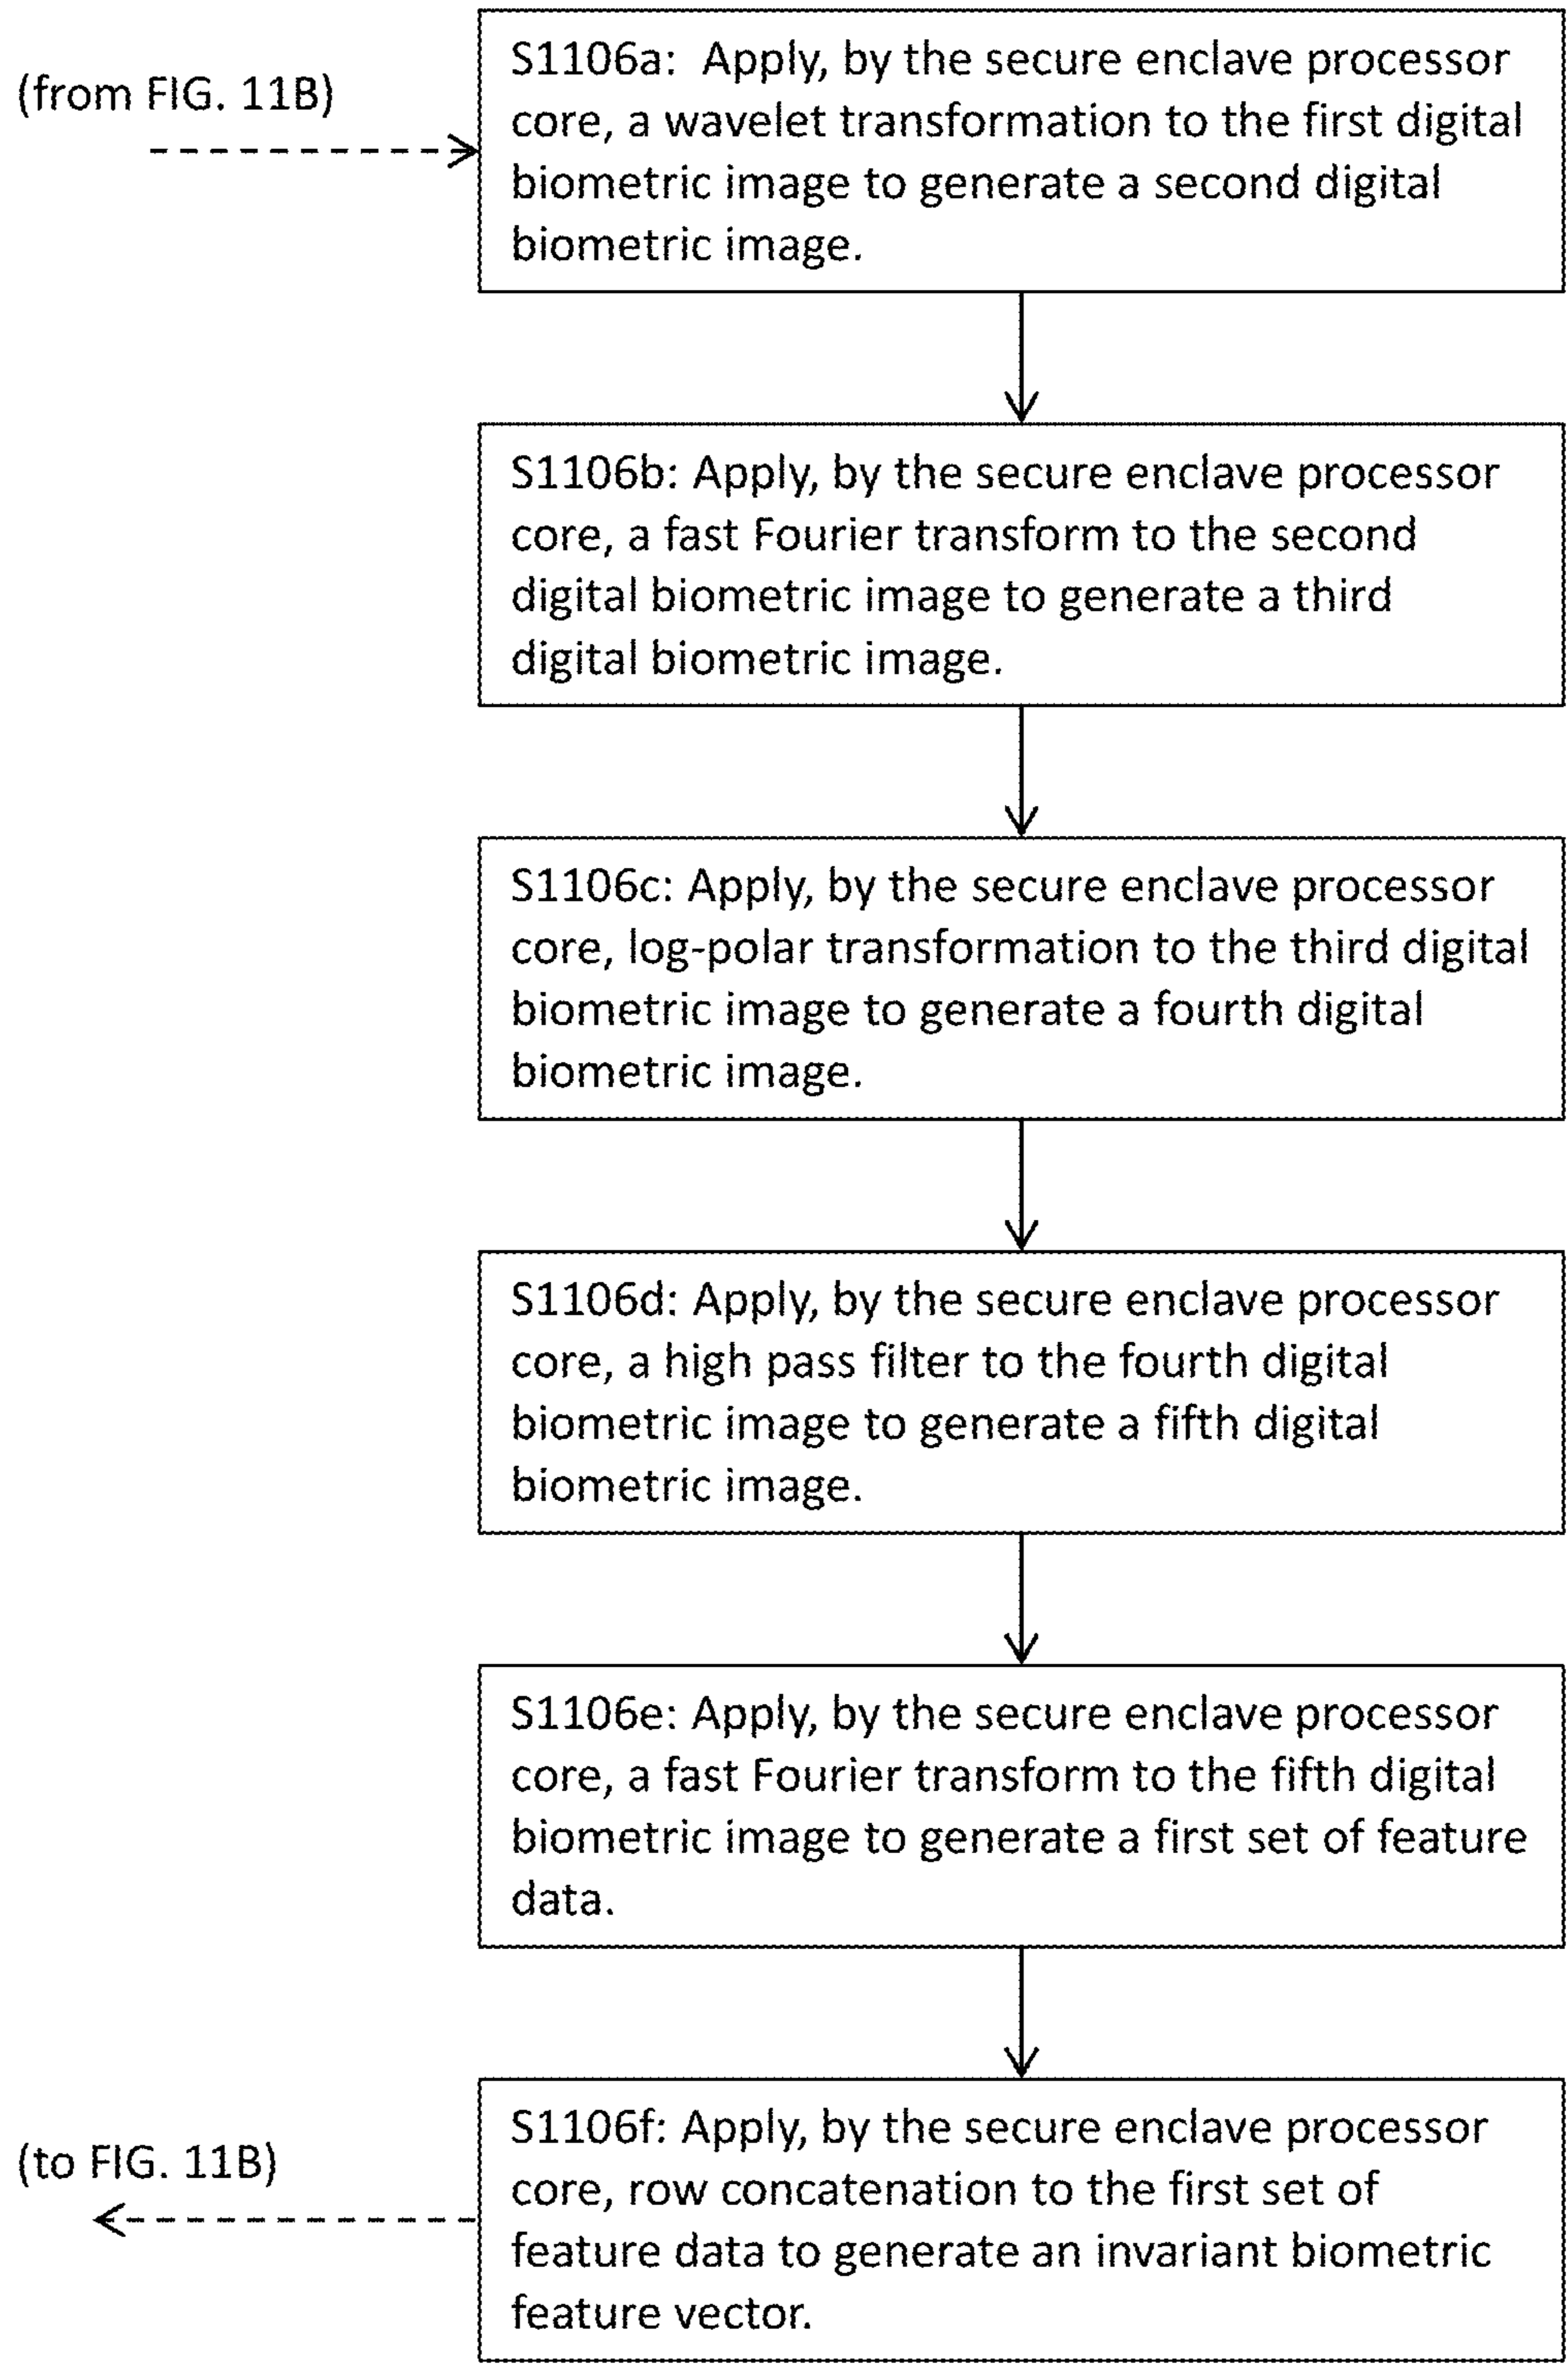 (from FIG. 11B)
S1106a:  Apply, by the secure enclave processor
core, a wavelet transformation to the first digital
biometric image to generate a second digital
biometric image.
S1106b: Apply, by the secure enclave processor
core, a fast Fourier transform to the second
digital biometric image to generate a third
digital biometric image.
S1106c: Apply, by the secure enclave processor
core, log-polar transformation to the third digital
biometric image to generate a fourth digital
biometric image.
S1106d: Apply, by the secure enclave processor
core, a high pass filter to the fourth digital
biometric image to generate a fifth digital
biometric image.
S1106e: Apply, by the secure enclave processor
core, a fast Fourier transform to the fifth digital
biometric image to generate a first set of feature
data.
(to FIG. 11B)
S1106f: Apply, by the secure enclave processor
core, row concatenation to the first set of
feature data to generate an invariant biometric
feature vector.